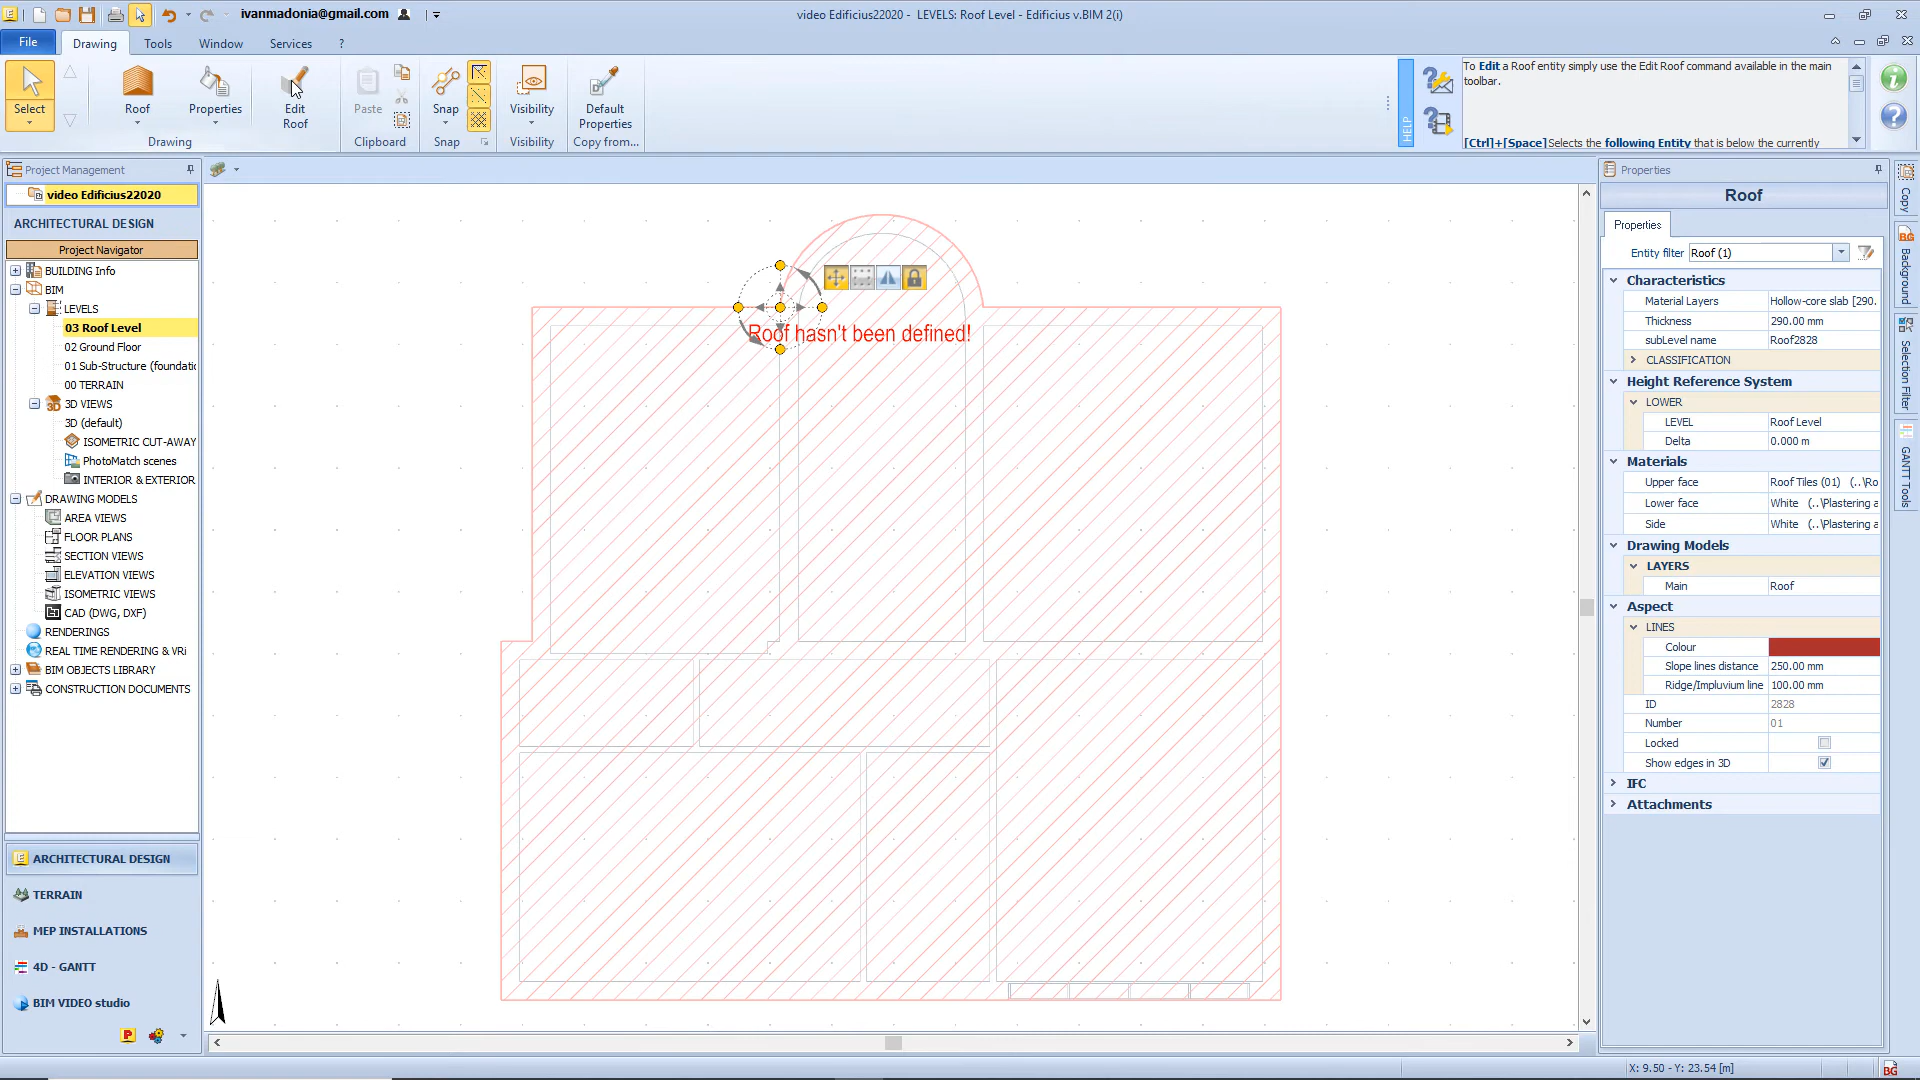 ivanmadonia@gmail.com
video Edificius22020 - LEVELS: Roof Level - Edificius v.BIM 2(i)
File
Drawing
Tools
Window
Services
?
Select
Roof
Properties
Edit
Roof
Paste
Snap
Visibility
Default
Properties
Drawing
Clipboard
Snap
Visibility
Copy from...
HELP
To Edit a Roof entity simply use the Edit Roof command available in the main
toolbar.
[Ctrl]+[Space]Selects the following Entity that is below the currently
Project Management
video Edificius22020
ARCHITECTURAL DESIGN
Project Navigator
BUILDING Info
BIM
LEVELS
03 Roof Level
02 Ground Floor
01 Sub-Structure (foundatic
00 TERRAIN
3D VIEWS
3D (default)
ISOMETRIC CUT-AWAY
PhotoMatch scenes
INTERIOR & EXTERIOR
DRAWING MODELS
AREA VIEWS
FLOOR PLANS
SECTION VIEWS
ELEVATION VIEWS
ISOMETRIC VIEWS
CAD (DWG, DXF)
RENDERINGS
REAL TIME RENDERING & VRi
BIM OBJECTS LIBRARY
CONSTRUCTION DOCUMENTS
ARCHITECTURAL DESIGN
TERRAIN
MEP INSTALLATIONS
4D - GANTT
BIM VIDEO studio
Roof hasn't been defined!
Properties
Roof
Properties
Entity filter Roof (1)
Characteristics
Material Layers Hollow-core slab [290.
Thickness 290.00 mm
subLevel name Roof2828
CLASSIFICATION
Height Reference System
LOWER
LEVEL Roof Level
Delta 0.000 m
Materials
Upper face Roof Tiles (01) (..\Ro
Lower face White (..\Plastering a
Side White (..\Plastering a
Drawing Models
LAYERS
Main Roof
Aspect
LINES
Colour
Slope lines distance 250.00 mm
Ridge/Impluvium line 100.00 mm
ID 2828
Number 01
Locked
Show edges in 3D
IFC
Attachments
Copy
BG
Background
Selection Filter
GANTT Tools
X: 9.50 - Y: 23.54 [m]
BG